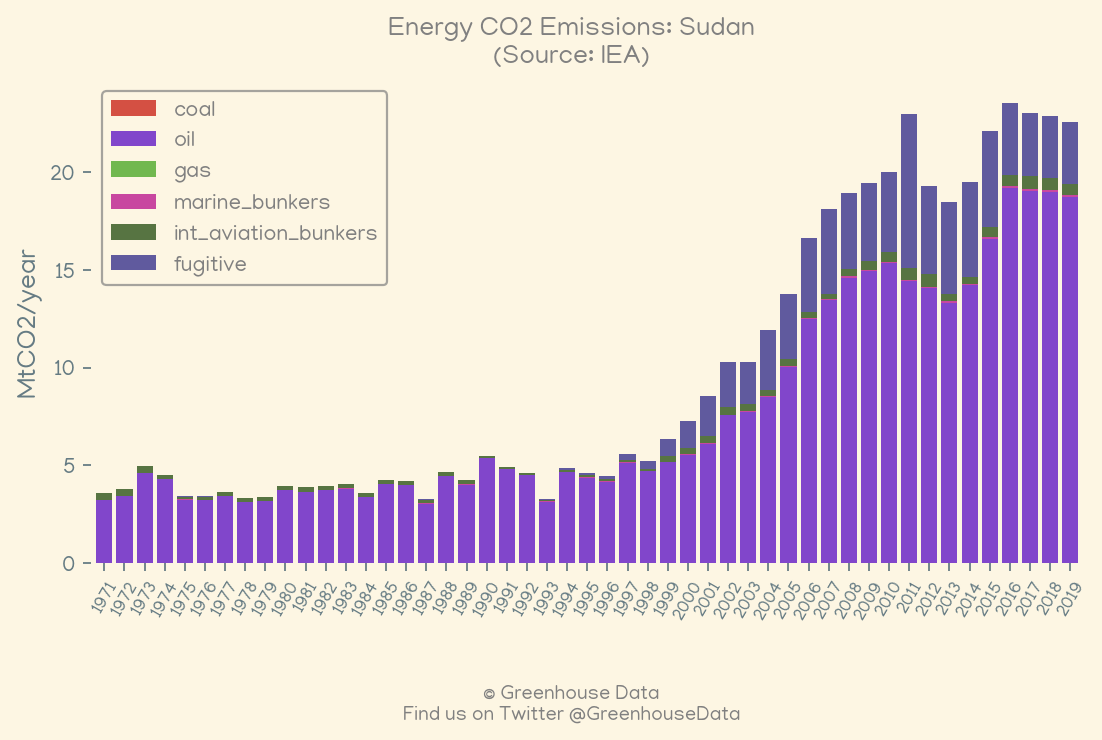 Energy CO2 Emissions: Sudan
(Source: IEA)
coal
oil
gas
marine_bunkers
int_aviation_bunkers
fugitive
MtCO2/year
20
15
10
5
0
1971 1972 1973 1974 1975 1976 1977 1978 1979 1980 1981 1982 1983 1984 1985 1986 1987 1988 1989 1990 1991 1992 1993 1994 1995 1996 1997 1998 1999 2000 2001 2002 2003 2004 2005 2006 2007 2008 2009 2010 2011 2012 2013 2014 2015 2016 2017 2018 2019
© Greenhouse Data
Find us on Twitter @GreenhouseData